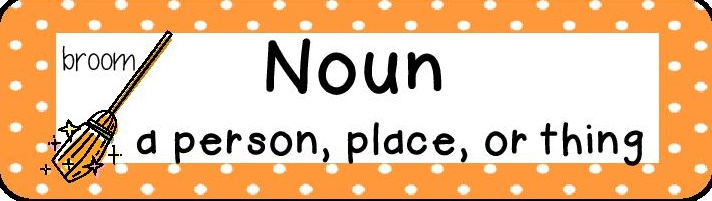 broom
Noun
a person, place, or thing